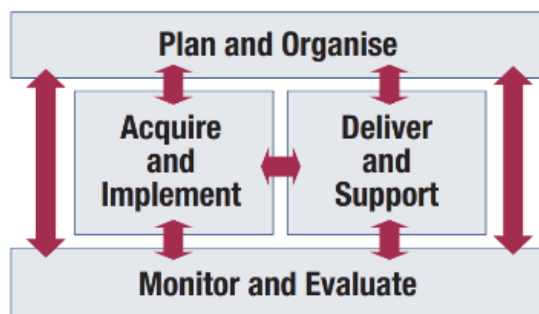 Plan and Organise
Acquire
and
Implement
Deliver
and
Support
Monitor and Evaluate